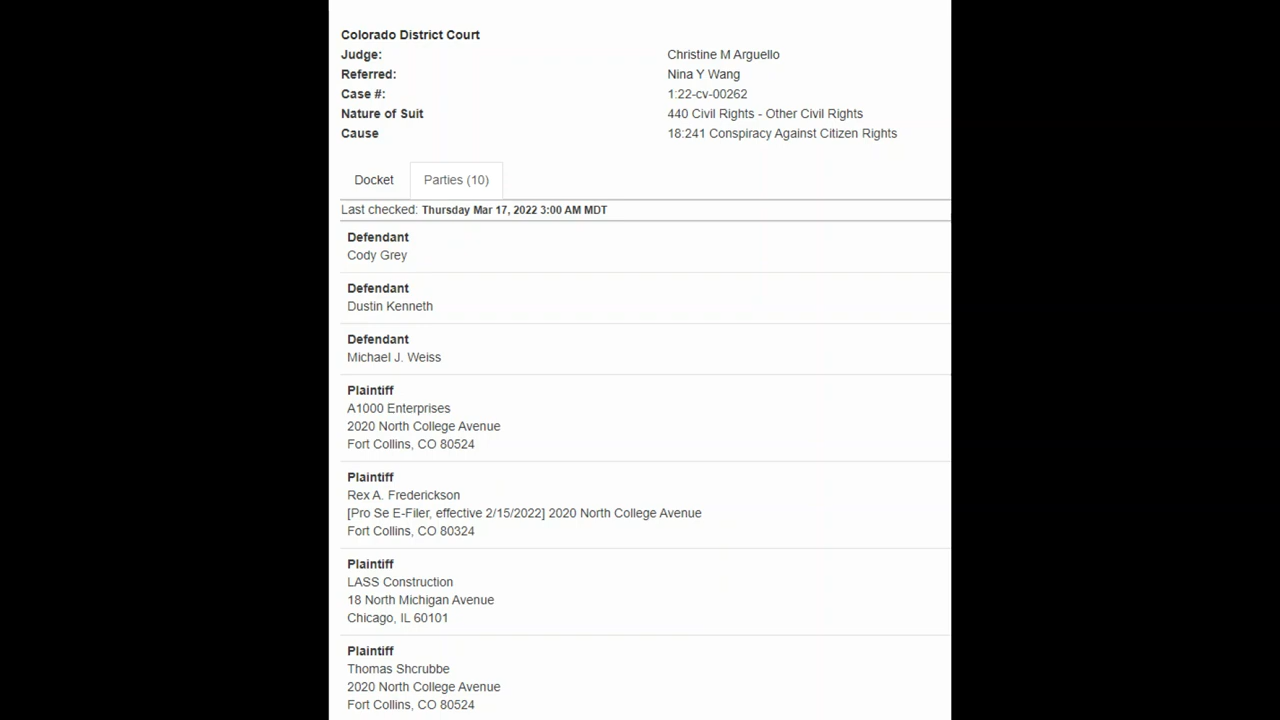 Colorado District Court
Judge: Christine M Arguello
Referred: Nina Y Wang
Case #: 1:22-cv-00262
Nature of Suit 440 Civil Rights - Other Civil Rights
Cause 18:241 Conspiracy Against Citizen Rights
Docket Parties (10)
Last checked: Thursday Mar 17, 2022 3:00 AM MDT
Defendant
Cody Grey
Defendant
Dustin Kenneth
Defendant
Michael J. Weiss
Plaintiff
A1000 Enterprises
2020 North College Avenue
Fort Collins, CO 80524
Plaintiff
Rex A. Frederickson
[Pro Se E-Filer, effective 2/15/2022] 2020 North College Avenue
Fort Collins, CO 80324
Plaintiff
LASS Construction
18 North Michigan Avenue
Chicago, IL 60101
Plaintiff
Thomas Shcrubbe
2020 North College Avenue
Fort Collins, CO 80524